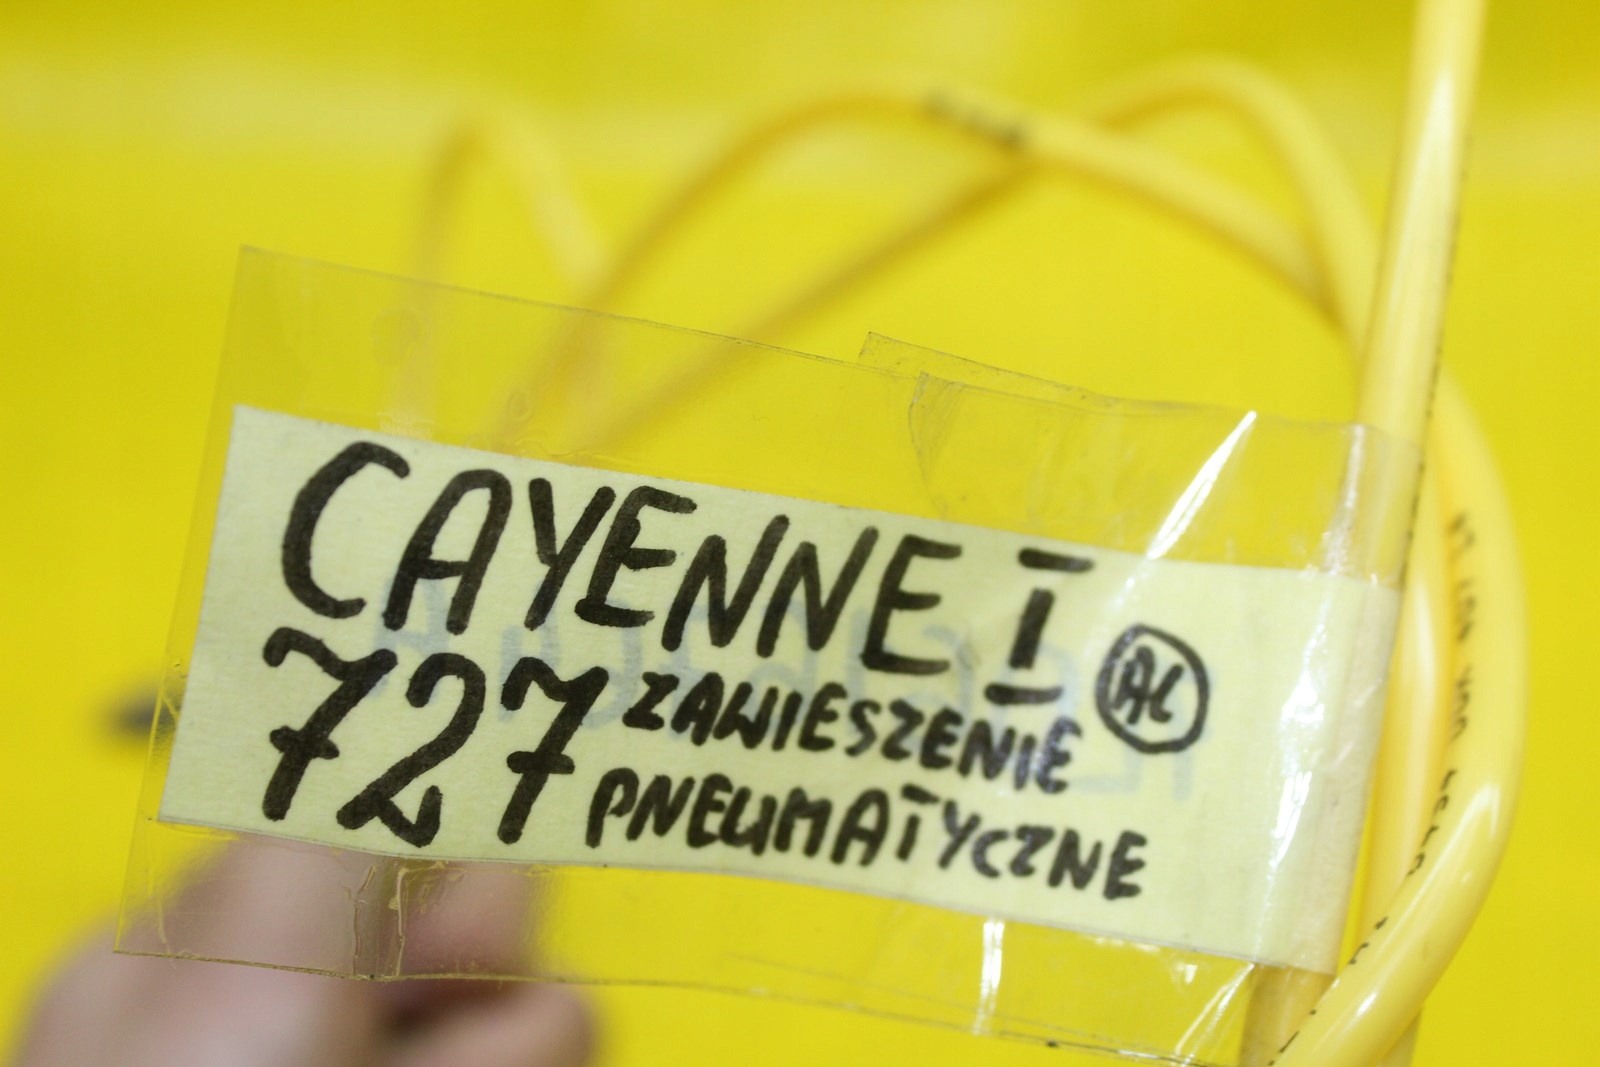 CAYENNE I
727 ZAWIESZENIE
PNEUMATYCZNE